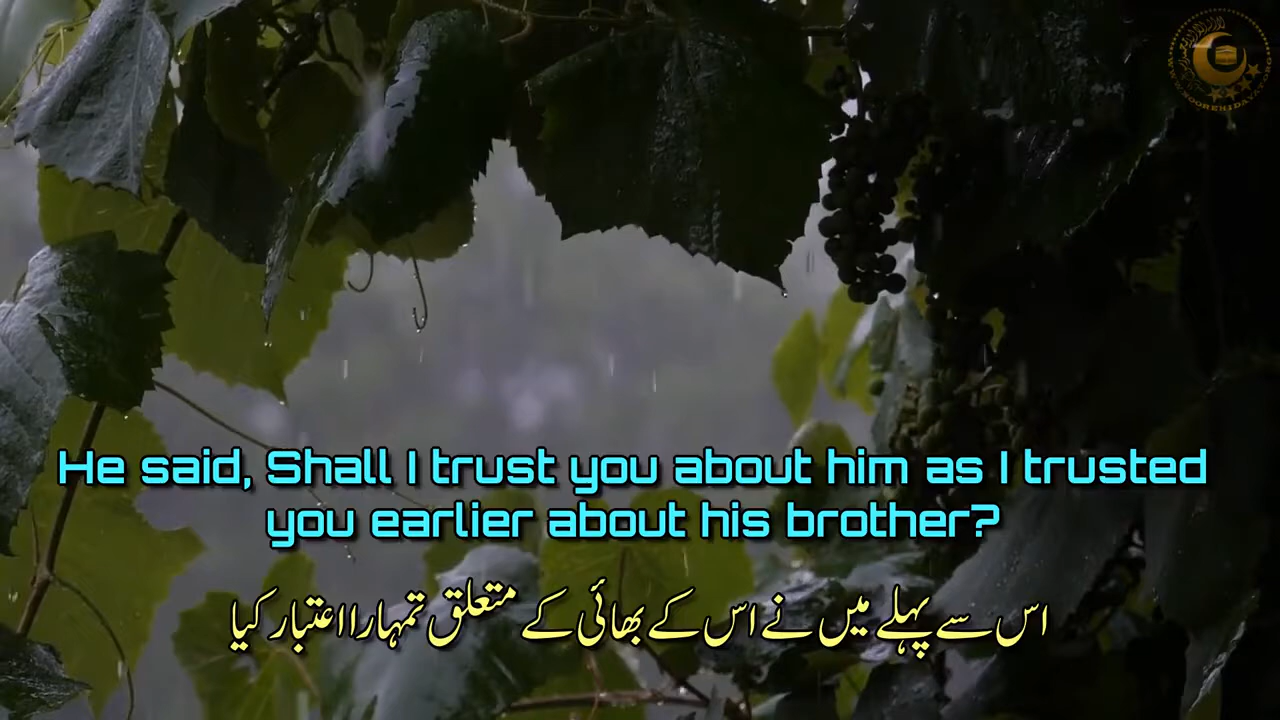 He said, Shall I trust you about him as I trusted
you earlier about his brother?
اس سے پہلے میں نے اس کے بھائی کے متعلق تمہارا اعتبار کیا